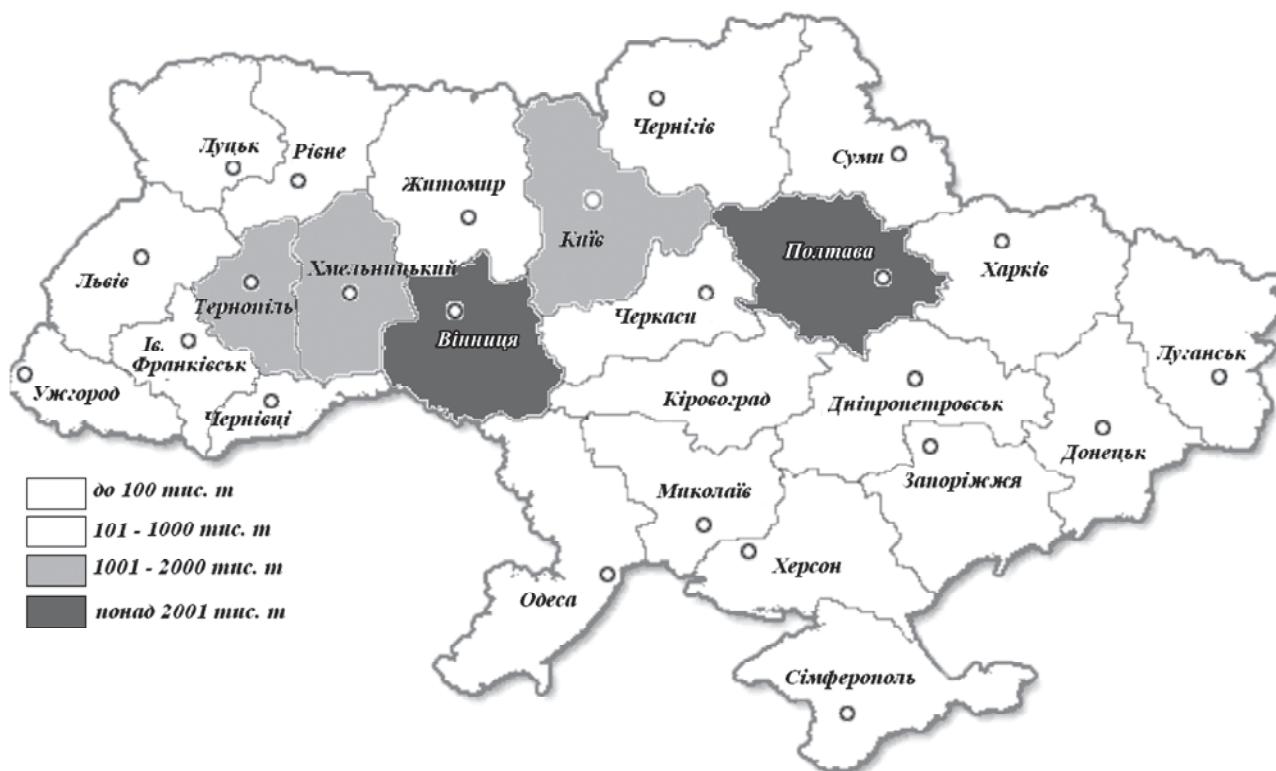 Чернігів
Суми
Луцьк
Рівне
Житомир
Київ
Полтава
Харків
Львів
Тернопіль
Хмельницький
Вінниця
Черкаси
Луганськ
Ів.
Франківськ
Ужгород
Чернівці
Кіровоград
Дніпропетровськ
Донецьк
Запоріжжя
Миколаїв
Херсон
Одеса
Сімферополь
до 100 тис. т
101 - 1000 тис. т
1001 - 2000 тис. т
понад 2001 тис. т